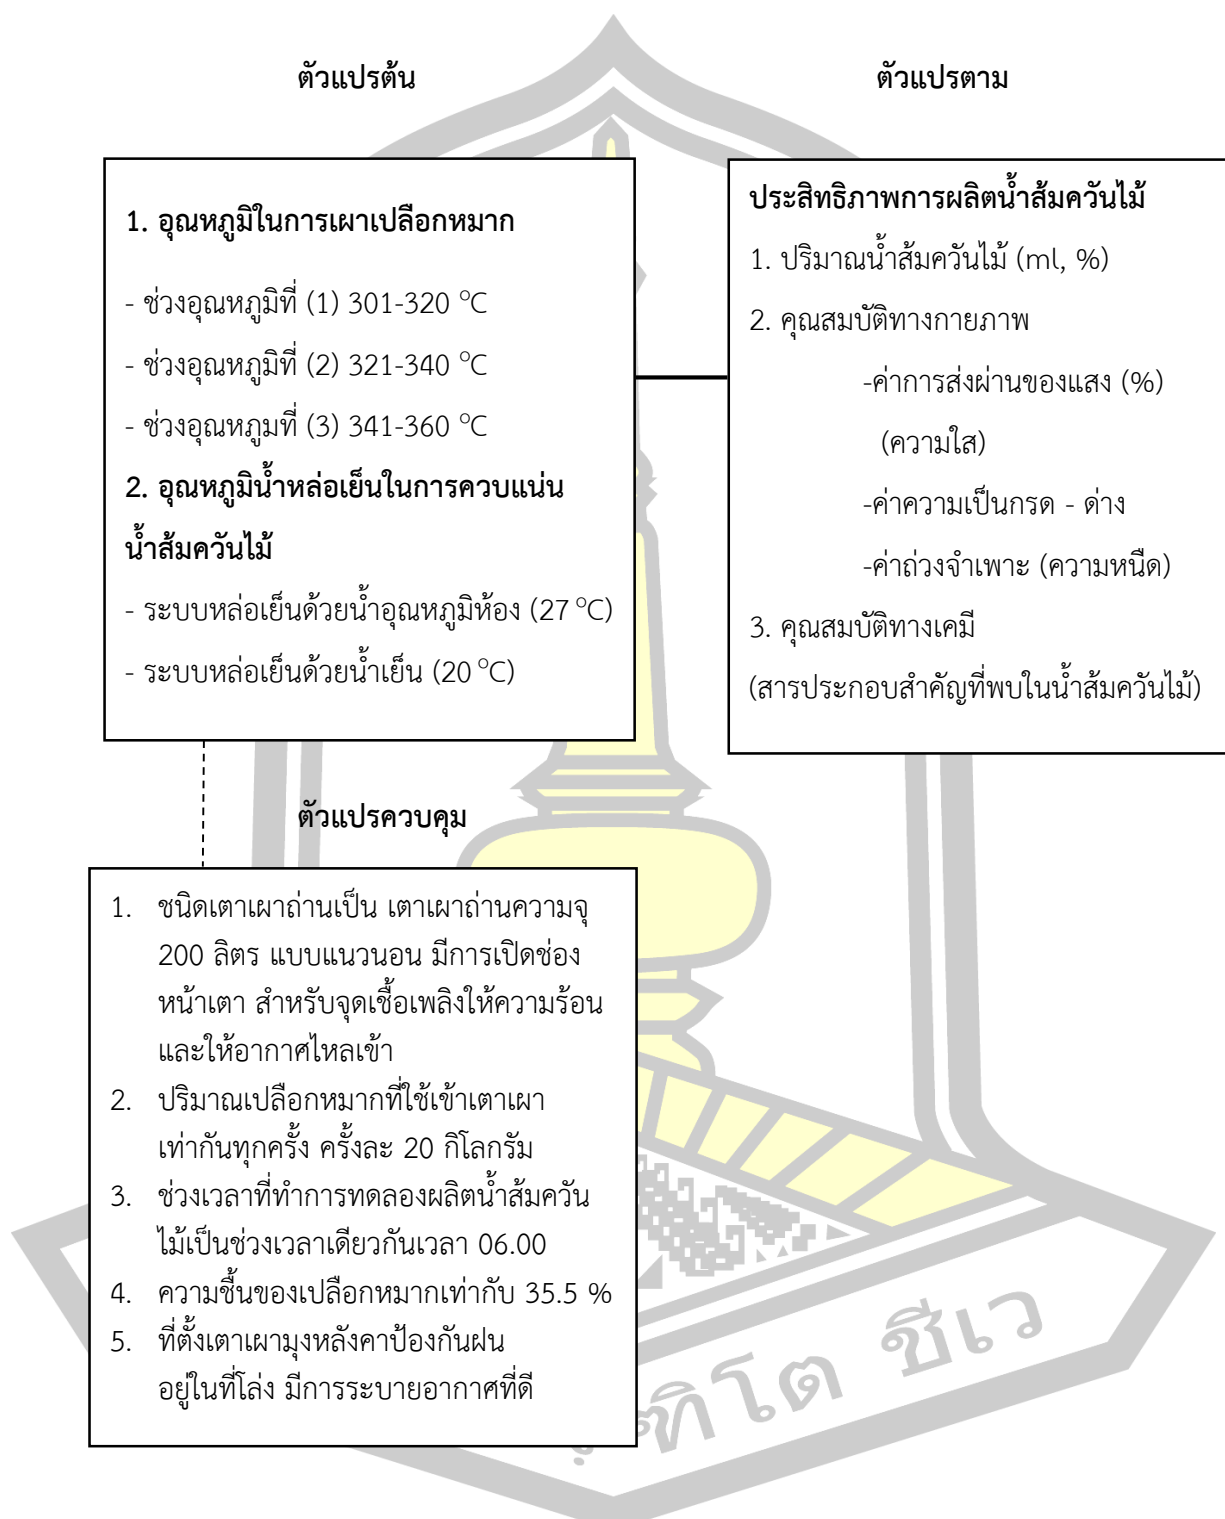 ตัวแปรต้น
ตัวแปรตาม
1. อุณหภูมิในการเผาเปลือกหมาก
- ช่วงอุณหภูมิที่ (1) 301-320 °C
- ช่วงอุณหภูมิที่ (2) 321-340 °C
- ช่วงอุณหภูมที่ (3) 341-360 °C
2. อุณหภูมิน้ำหล่อเย็นในการควบแน่น
น้ำส้มควันไม้
- ระบบหล่อเย็นด้วยน้ำอุณหภูมิห้อง (27 °C)
- ระบบหล่อเย็นด้วยน้ำเย็น (20 °C)
ประสิทธิภาพการผลิตน้ำส้มควันไม้
1. ปริมาณน้ำส้มควันไม้ (ml, %)
2. คุณสมบัติทางกายภาพ
-ค่าการส่งผ่านของแสง (%)
(ความใส)
-ค่าความเป็นกรด - ด่าง
-ค่าถ่วงจำเพาะ (ความหนืด)
3. คุณสมบัติทางเคมี
(สารประกอบสำคัญที่พบในน้ำส้มควันไม้)
ตัวแปรควบคุม
1. ชนิดเตาเผาถ่านเป็น เตาเผาถ่านความจุ
200 ลิตร แบบแนวนอน มีการเปิดช่อง
หน้าเตา สำหรับจุดเชื้อเพลิงให้ความร้อน
และให้อากาศไหลเข้า
2. ปริมาณเปลือกหมากที่ใช้เข้าเตาเผา
เท่ากันทุกครั้ง ครั้งละ 20 กิโลกรัม
3. ช่วงเวลาที่ทำการทดลองผลิตน้ำส้มควัน
ไม้เป็นช่วงเวลาเดียวกันเวลา 06.00
4. ความชื้นของเปลือกหมากเท่ากับ 35.5 %
5. ที่ตั้งเตาเผามุงหลังคาป้องกันฝน
อยู่ในที่โล่ง มีการระบายอากาศที่ดี
ชีเว